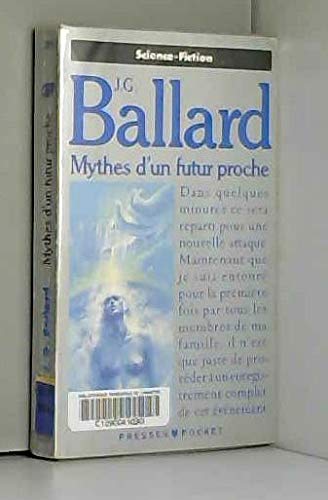 Science-Fiction
J.G.
Ballard
Mythes d'un futur proche
Dans quelques
minutes ce sera
reparti pour une
nouvelle attaque.
Maintenant que
je suis entouré
pour la première
fois par tous les
membres de ma
famille, il n'est
que juste de pro-
céder à un enregis-
trement complet
de cet événement
PRESSES POCKET
J.G. Ballard Mythes d'un futur proche